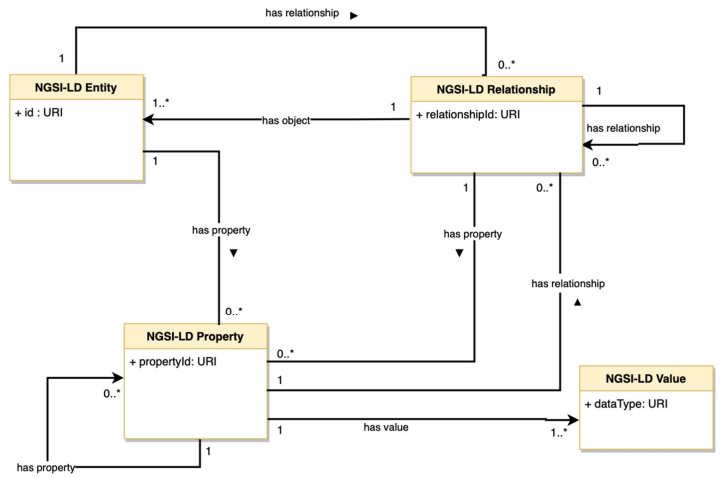 has relationship ▶
1
0..*
NGSI-LD Entity
+ id : URI
NGSI-LD Relationship
+ relationshipId: URI
1..*
has object
1
1
has relationship
0..*
1
has property
▼
0..*
1
has property
▼
0..*
0..*
has relationship
▲
1
NGSI-LD Property
+ propertyId: URI
0..*
has property
1
1
has value
1..*
NGSI-LD Value
+ dataType: URI